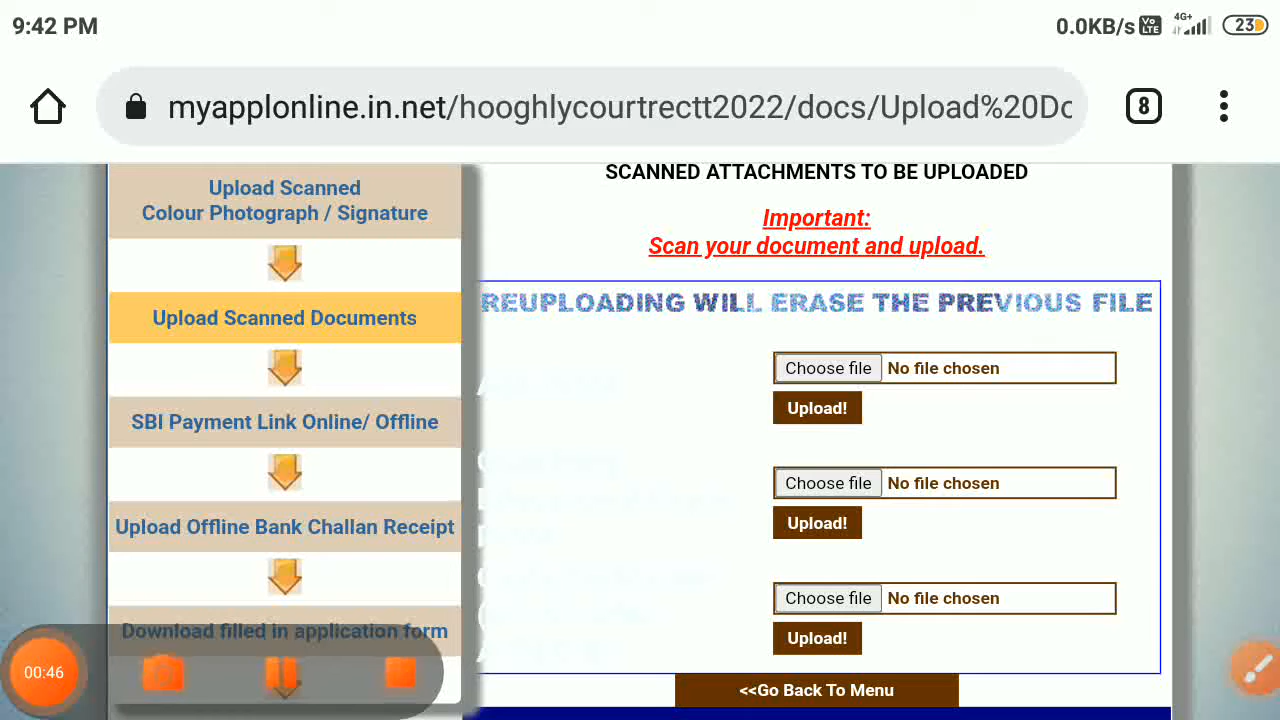 9:42 PM
0.0KB/s Vo LTE 4G+ 23
myapplonline.in.net/hooghlycourtrectt2022/docs/Upload%20Dc
8
Upload Scanned
Colour Photograph / Signature
Upload Scanned Documents
SBI Payment Link Online/ Offline
Upload Offline Bank Challan Receipt
Download filled in application form
SCANNED ATTACHMENTS TO BE UPLOADED
Important:
Scan your document and upload.
REUPLOADING WILL ERASE THE PREVIOUS FILE
Choose file No file chosen
Upload!
Choose file No file chosen
Upload!
Choose file No file chosen
Upload!
<<Go Back To Menu
00:46